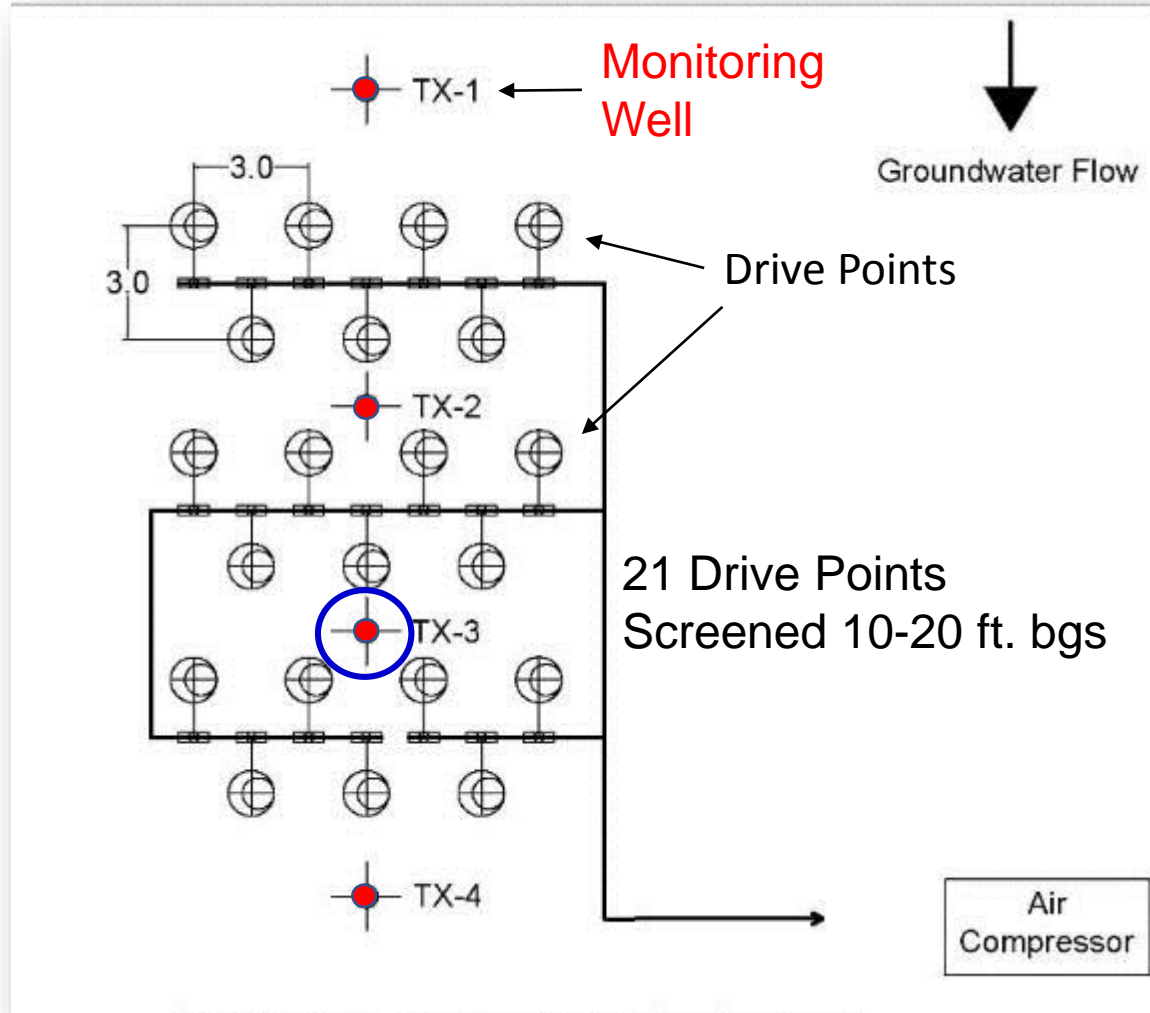 Monitoring
Well
TX-1
Groundwater Flow
3.0
3.0
Drive Points
TX-2
21 Drive Points
Screened 10-20 ft. bgs
TX-3
TX-4
Air
Compressor